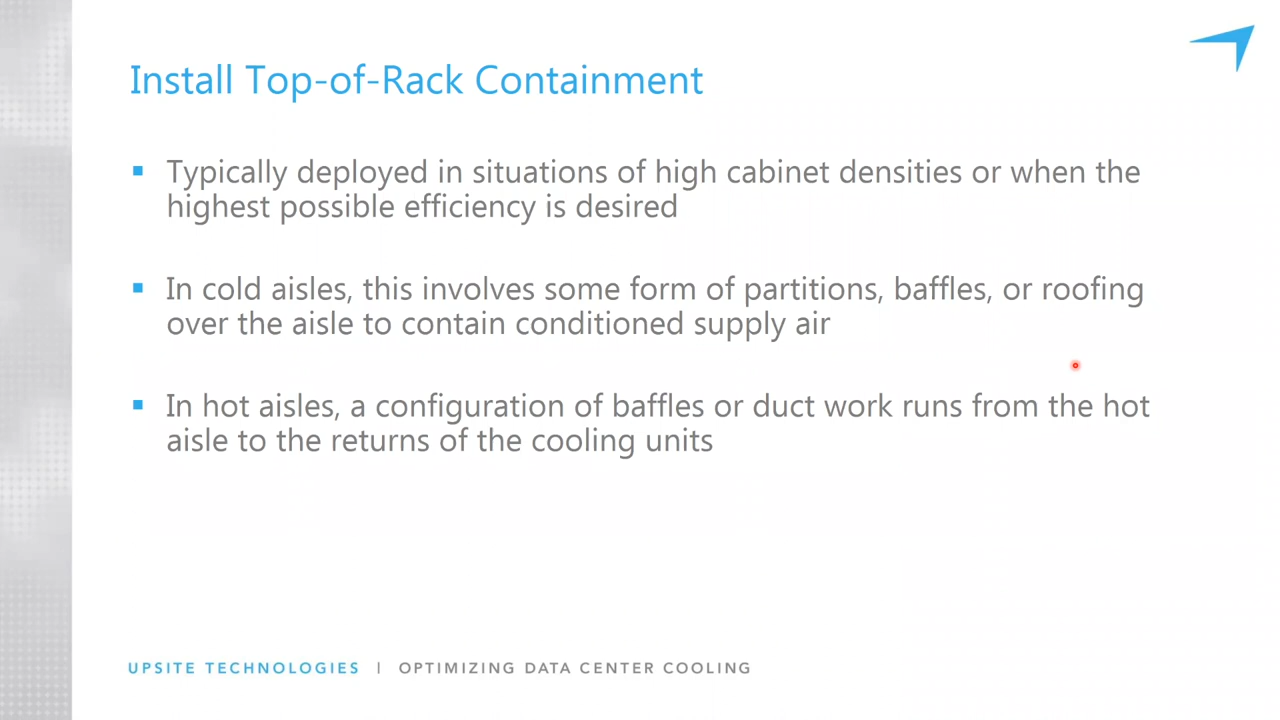 Install Top-of-Rack Containment
Typically deployed in situations of high cabinet densities or when the
highest possible efficiency is desired
In cold aisles, this involves some form of partitions, baffles, or roofing
over the aisle to contain conditioned supply air
In hot aisles, a configuration of baffles or duct work runs from the hot
aisle to the returns of the cooling units
UPSITE TECHNOLOGIES | OPTIMIZING DATA CENTER COOLING